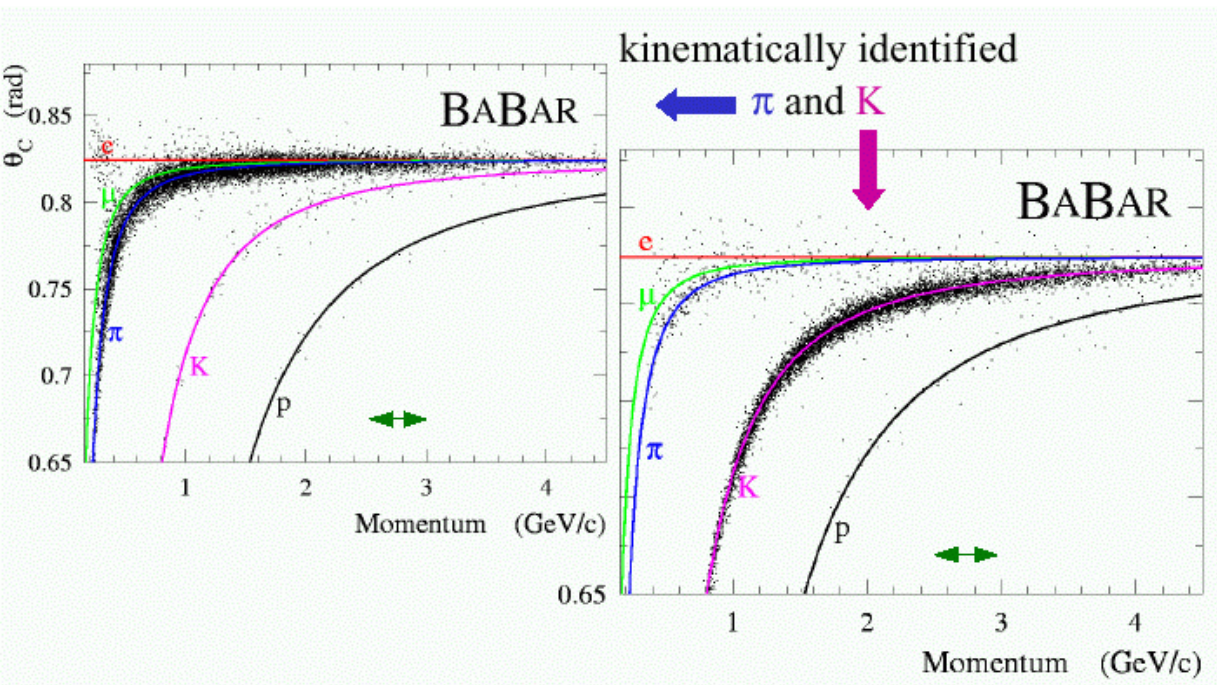 kinematically identified
π and K
θC (rad)
BABAR
0.85
0.8
0.75
0.7
0.65
e
μ
π
K
p
1 2 3 4
Momentum (GeV/c)
BABAR
e
μ
π
K
p
0.65
1 2 3 4
Momentum (GeV/c)